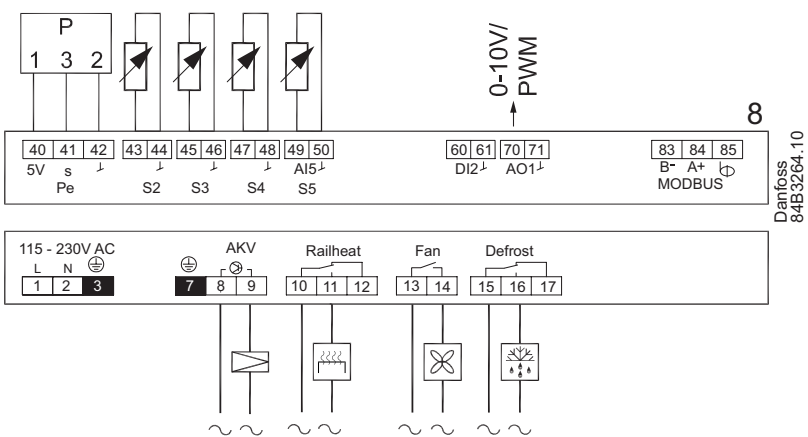 P
1 3 2
0-10V/
PWM
8
40 41 42 43 44 45 46 47 48 49 50 60 61 70 71 83 84 85
5V AI5 DI2 AO1 B- A+
s
Pe S2 S3 S4 S5 MODBUS
Danfoss
84B3264.10
115 - 230V AC AKV Railheat Fan Defrost
L N
1 2 3 7 8 9 10 11 12 13 14 15 16 17